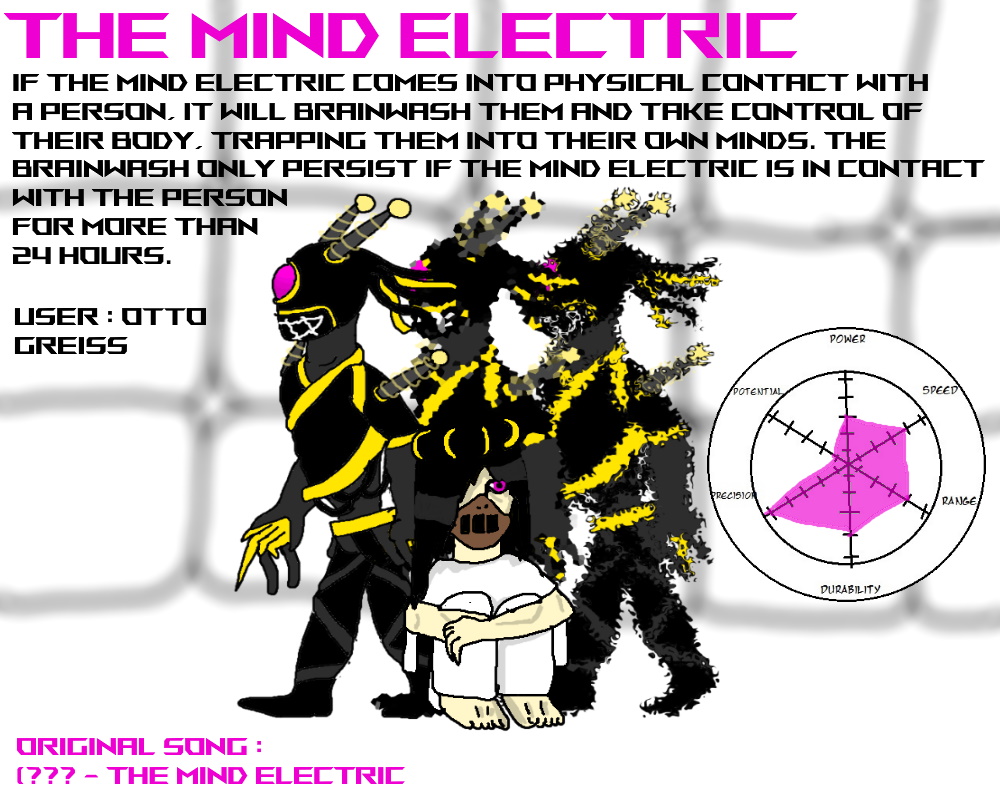 THE MIND ELECTRIC
IF THE MIND ELECTRIC COMES INTO PHYSICAL CONTACT WITH
A PERSON, IT WILL BRAINWASH THEM AND TAKE CONTROL OF
THEIR BODY, TRAPPING THEM INTO THEIR OWN MINDS. THE
BRAINWASH ONLY PERSIST IF THE MIND ELECTRIC IS IN CONTACT
WITH THE PERSON
FOR MORE THAN
24 HOURS.
USER : OTTO
GREISS
POWER
POTENTIAL
SPEED
PRECISION
RANGE
DURABILITY
ORIGINAL SONG :
(??? - THE MIND ELECTRIC